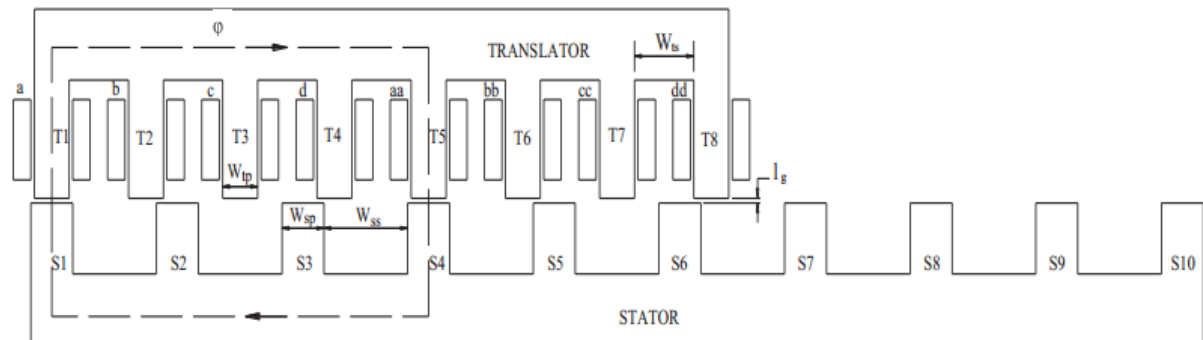 φ
TRANSLATOR
W_ts
a b c d aa bb cc dd
T1 T2 T3 T4 T5 T6 T7 T8
W_tp
l_g
W_sp W_ss
S1 S2 S3 S4 S5 S6 S7 S8 S9 S10
STATOR